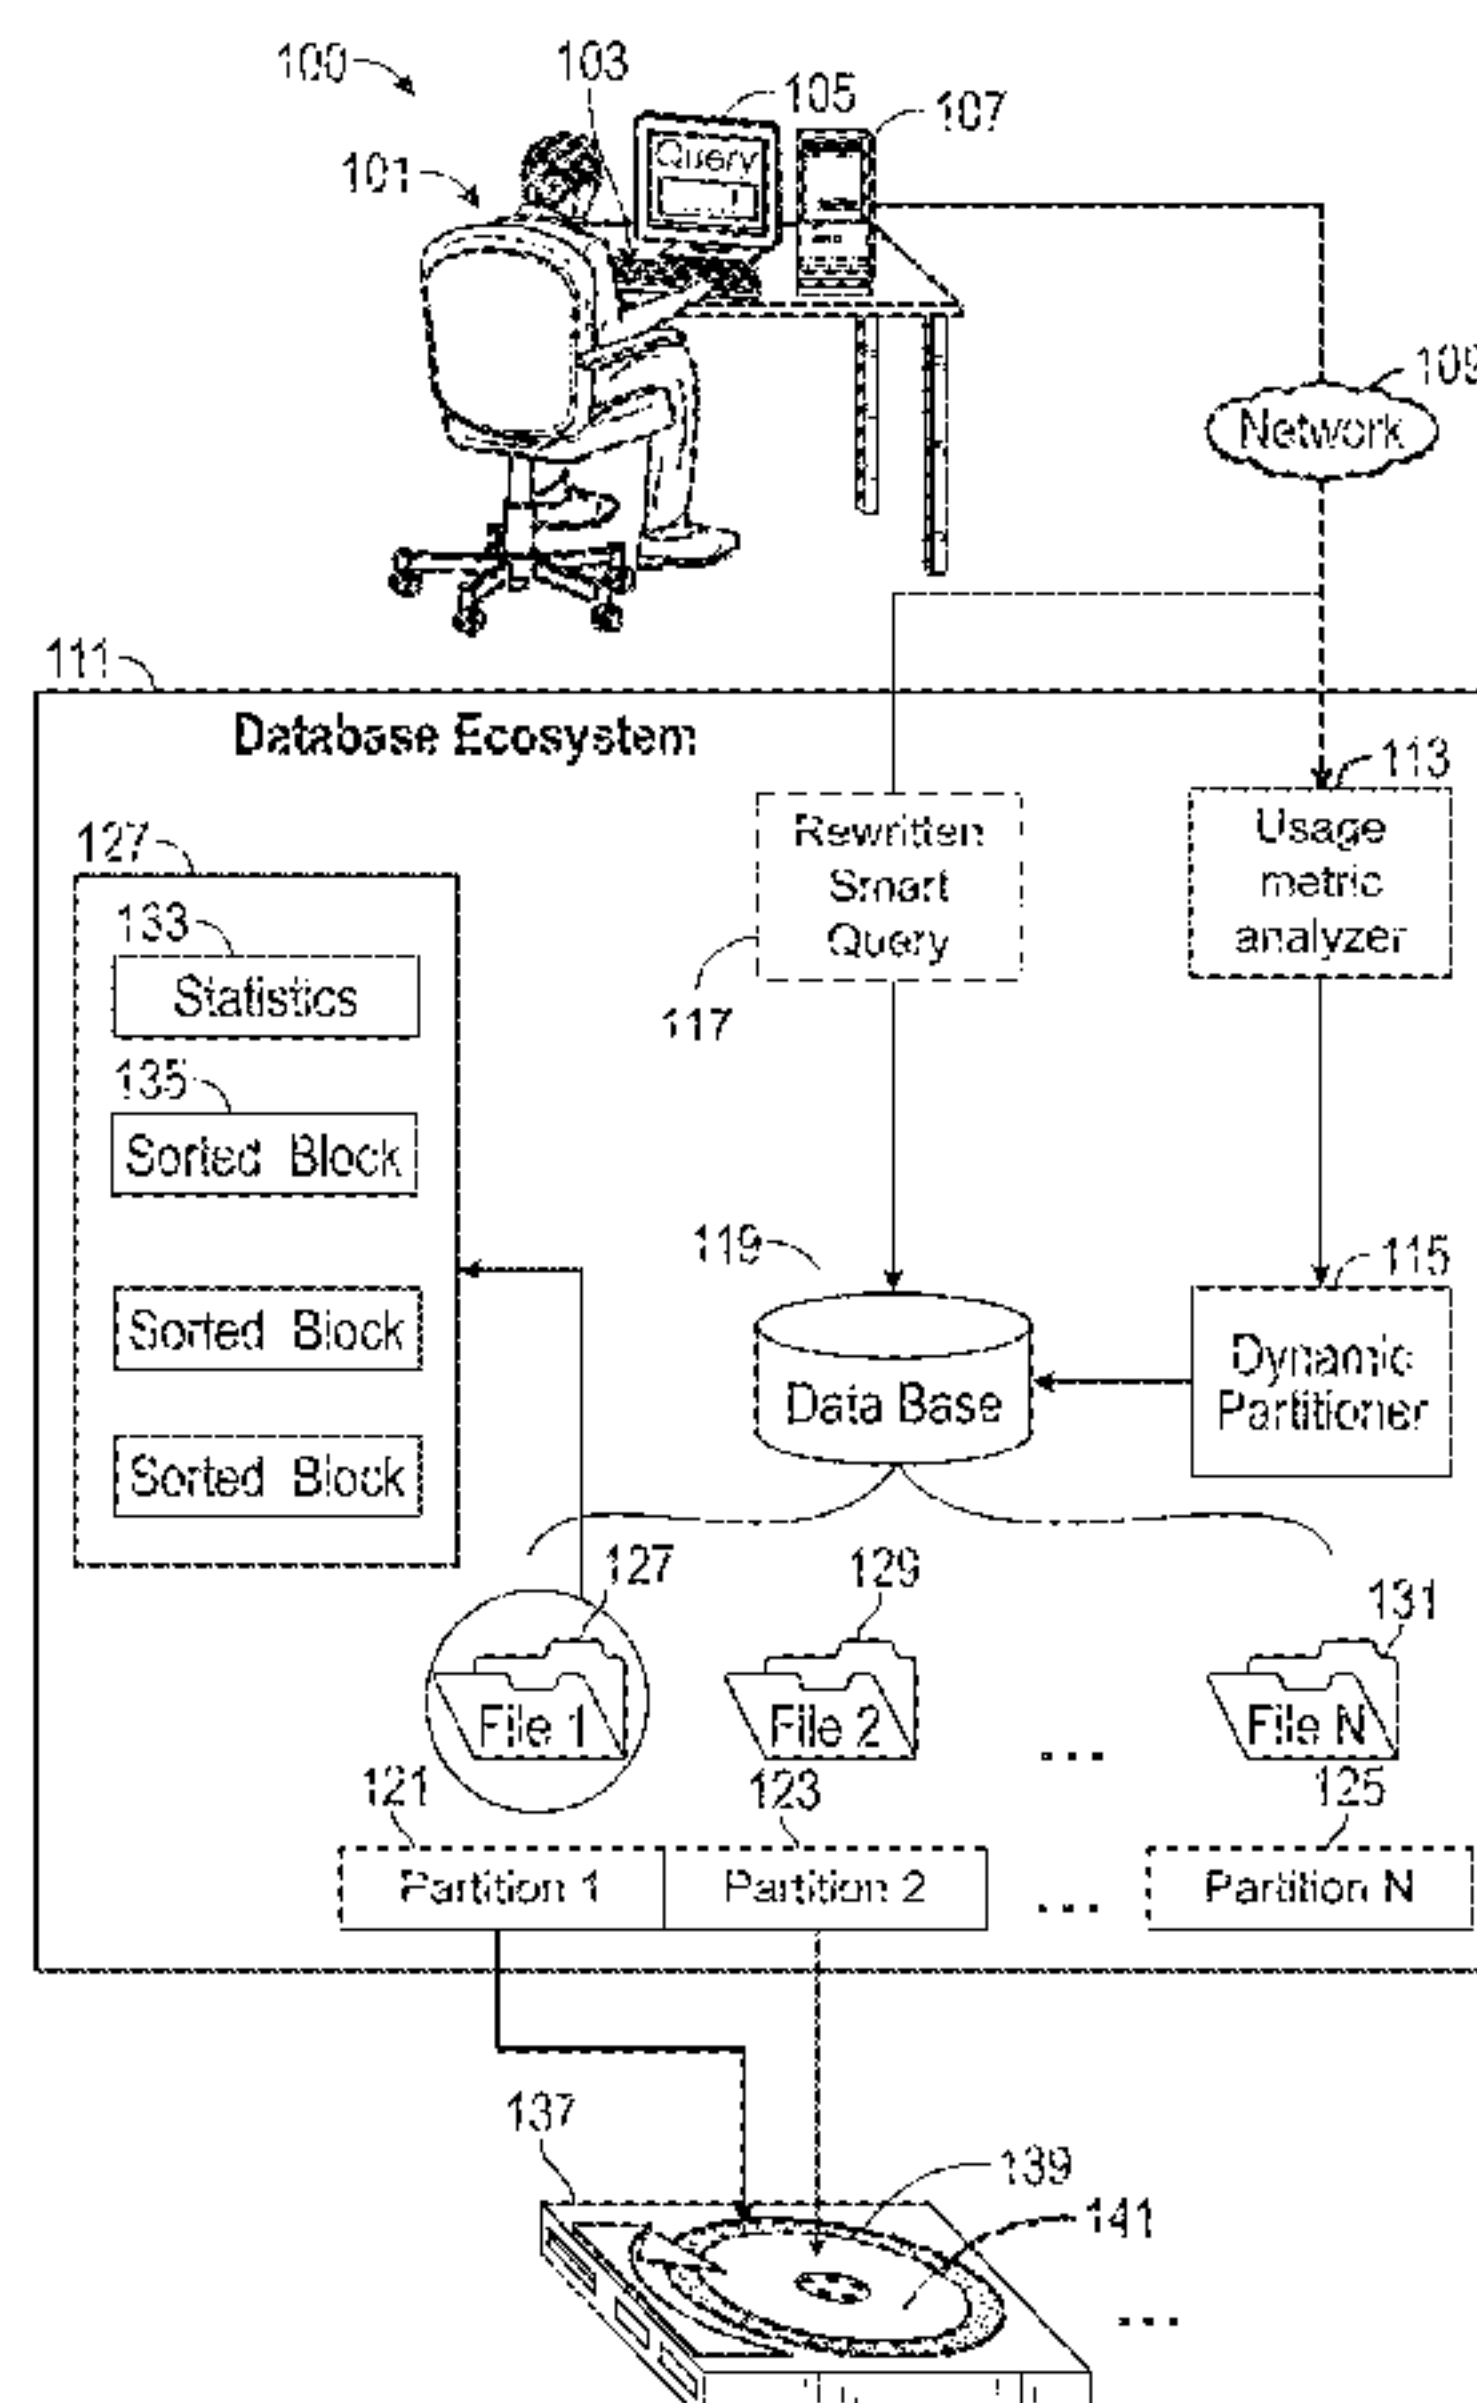 100
103
105
107
101
Query
109
Network
111
Database Ecosystem
113
127
Rewritten
Smart
Query
Usage
metric
analyzer
133
Statistics
117
135
Sorted Block
119
115
Sorted Block
Dynamic
Partitioner
Data Base
Sorted Block
127
129
131
File 1
File 2
...
File N
121
123
125
Partition 1
Partition 2
...
Partition N
137
139
141
...